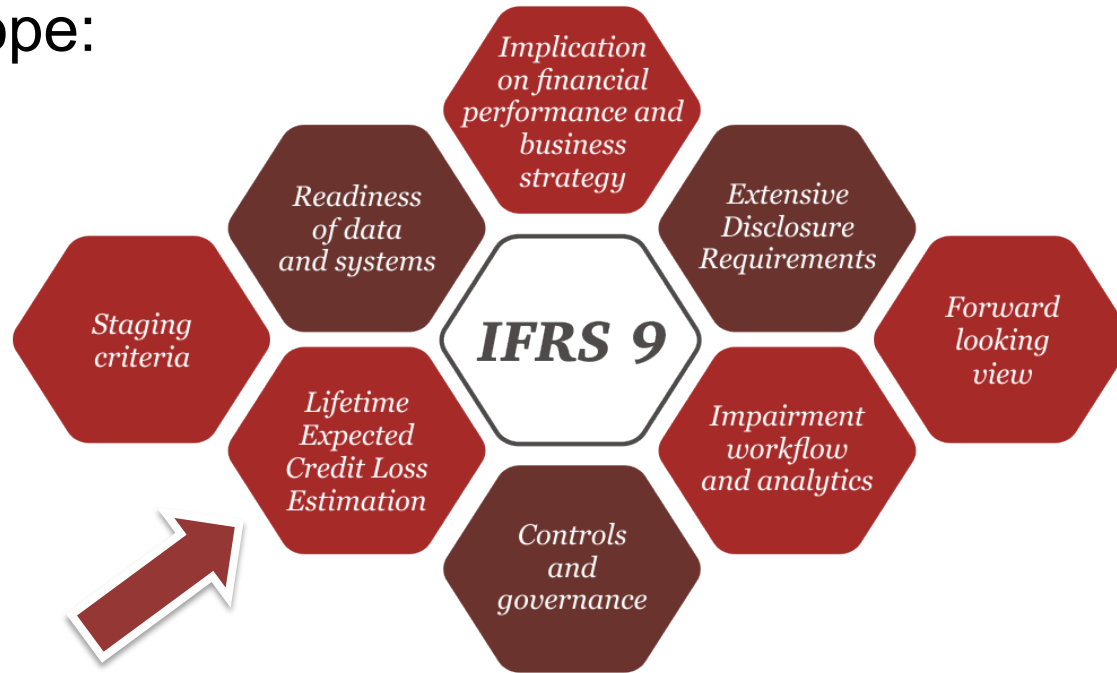 ope:
Implication
on financial
performance and
business
strategy
Readiness
of data
and systems
Extensive
Disclosure
Requirements
Staging
criteria
IFRS 9
Forward
looking
view
Lifetime
Expected
Credit Loss
Estimation
Impairment
workflow
and analytics
Controls
and
governance